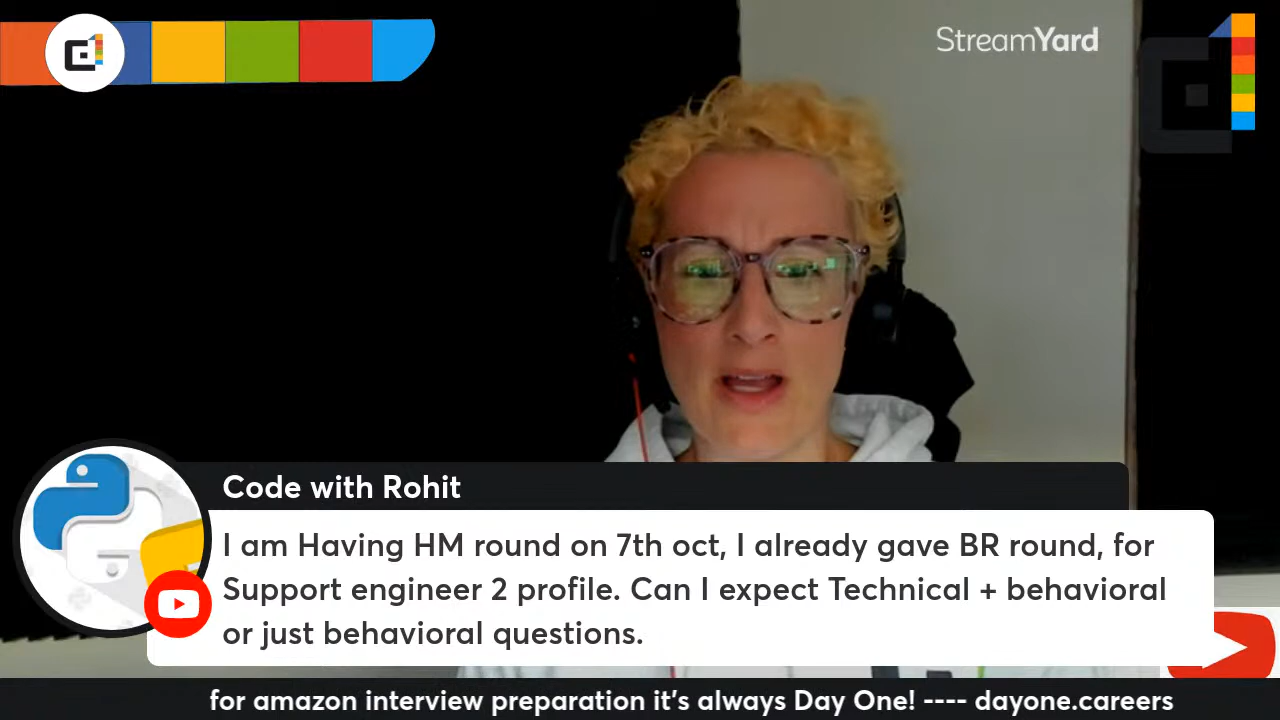 StreamYard
Code with Rohit
I am Having HM round on 7th oct, I already gave BR round, for
Support engineer 2 profile. Can I expect Technical + behavioral
or just behavioral questions.
for amazon interview preparation it's always Day One! ---- dayone.careers